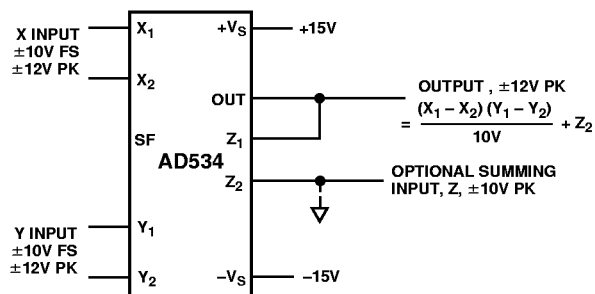 X INPUT
±10V FS
±12V PK
X1
X2
SF
AD534
Y INPUT
±10V FS
±12V PK
Y1
Y2
+VS
+15V
OUT
Z1
Z2
−VS
−15V
OUTPUT , ±12V PK
(X1 − X2) (Y1 − Y2)
= + Z2
10V
OPTIONAL SUMMING
INPUT, Z, ±10V PK